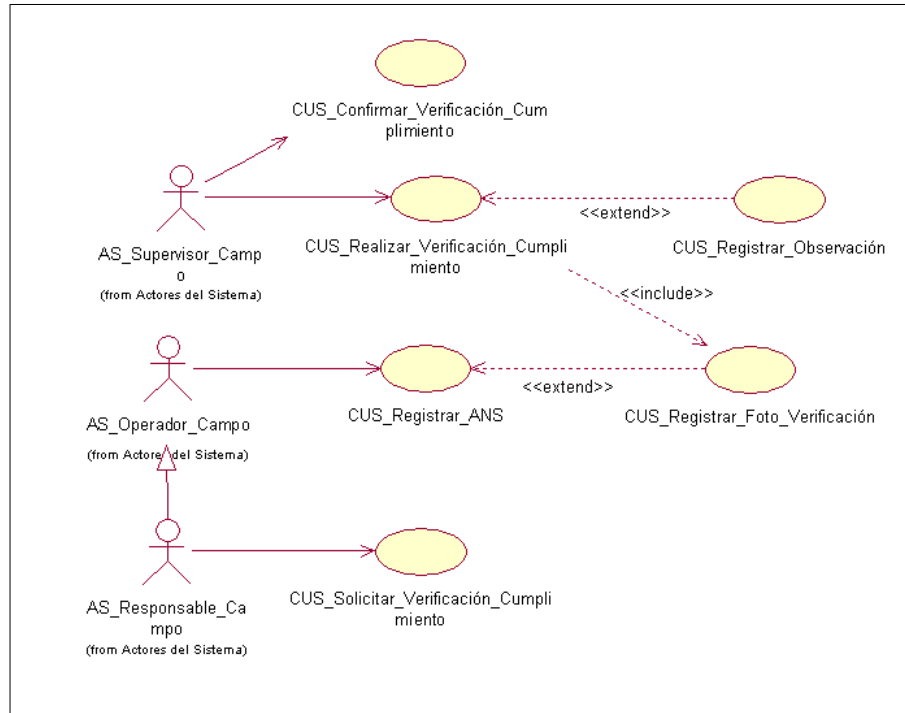 CUS_Confirmar_Verificación_Cum
plimiento
AS_Supervisor_Camp
o
(from Actores del Sistema)
CUS_Realizar_Verificación_Cumpli
miento
<<extend>>
CUS_Registrar_Observación
<<include>>
AS_Operador_Campo
(from Actores del Sistema)
CUS_Registrar_ANS
<<extend>>
CUS_Registrar_Foto_Verificación
AS_Responsable_Ca
mpo
(from Actores del Sistema)
CUS_Solicitar_Verificación_Cumpli
miento